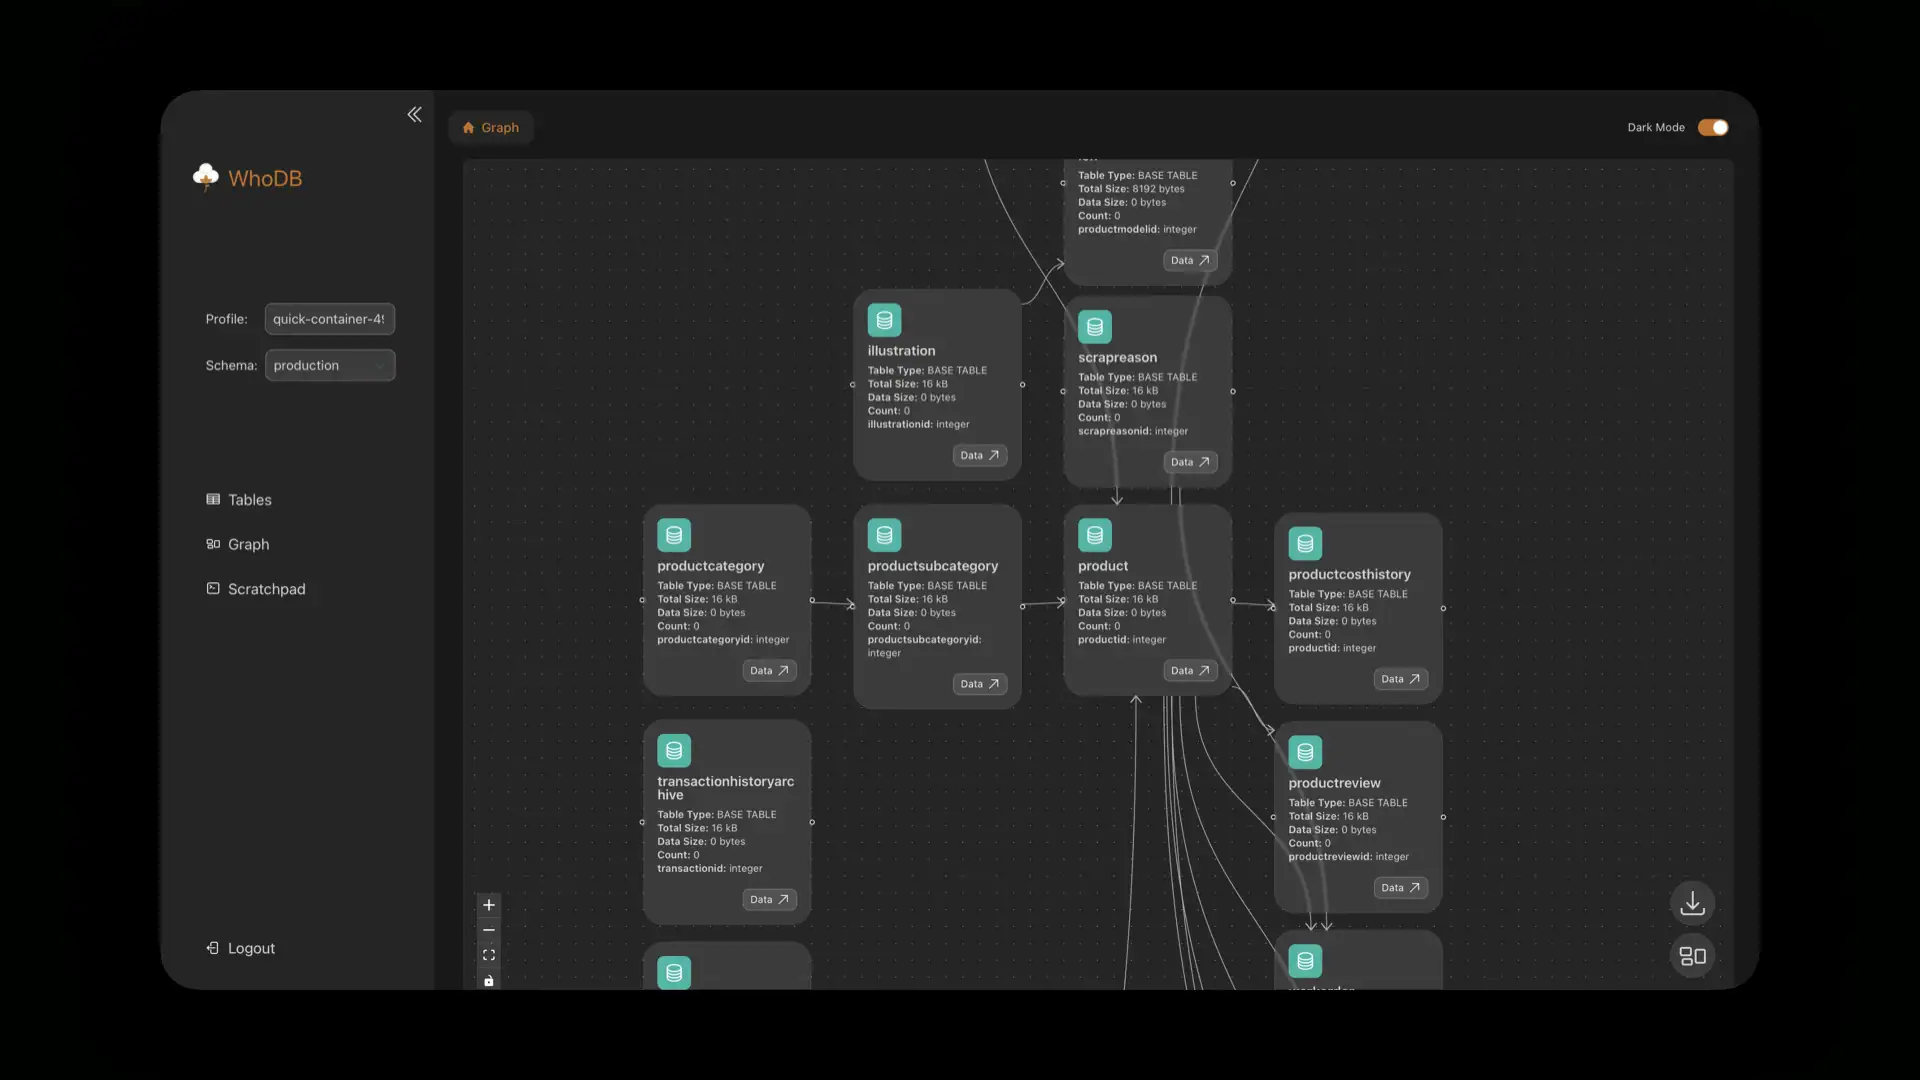 WhoDB
Profile:
quick-container-49
Schema:
production
Tables
Graph
Scratchpad
Logout
Graph
Dark Mode
Table Type: BASE TABLE
Total Size: 8192 bytes
Data Size: 0 bytes
Count: 0
productmodelid: integer
Data
illustration
Table Type: BASE TABLE
Total Size: 16 kB
Data Size: 0 bytes
Count: 0
illustrationid: integer
Data
scrapreason
Table Type: BASE TABLE
Total Size: 16 kB
Data Size: 0 bytes
Count: 0
scrapreasonid: integer
Data
productcategory
Table Type: BASE TABLE
Total Size: 16 kB
Data Size: 0 bytes
Count: 0
productcategoryid: integer
Data
productsubcategory
Table Type: BASE TABLE
Total Size: 16 kB
Data Size: 0 bytes
Count: 0
productsubcategoryid:
integer
Data
product
Table Type: BASE TABLE
Total Size: 16 kB
Data Size: 0 bytes
Count: 0
productid: integer
Data
productcosthistory
Table Type: BASE TABLE
Total Size: 16 kB
Data Size: 0 bytes
Count: 0
productid: integer
Data
transactionhistoryarc
hive
Table Type: BASE TABLE
Total Size: 16 kB
Data Size: 0 bytes
Count: 0
transactionid: integer
Data
productreview
Table Type: BASE TABLE
Total Size: 16 kB
Data Size: 0 bytes
Count: 0
productreviewid: integer
Data